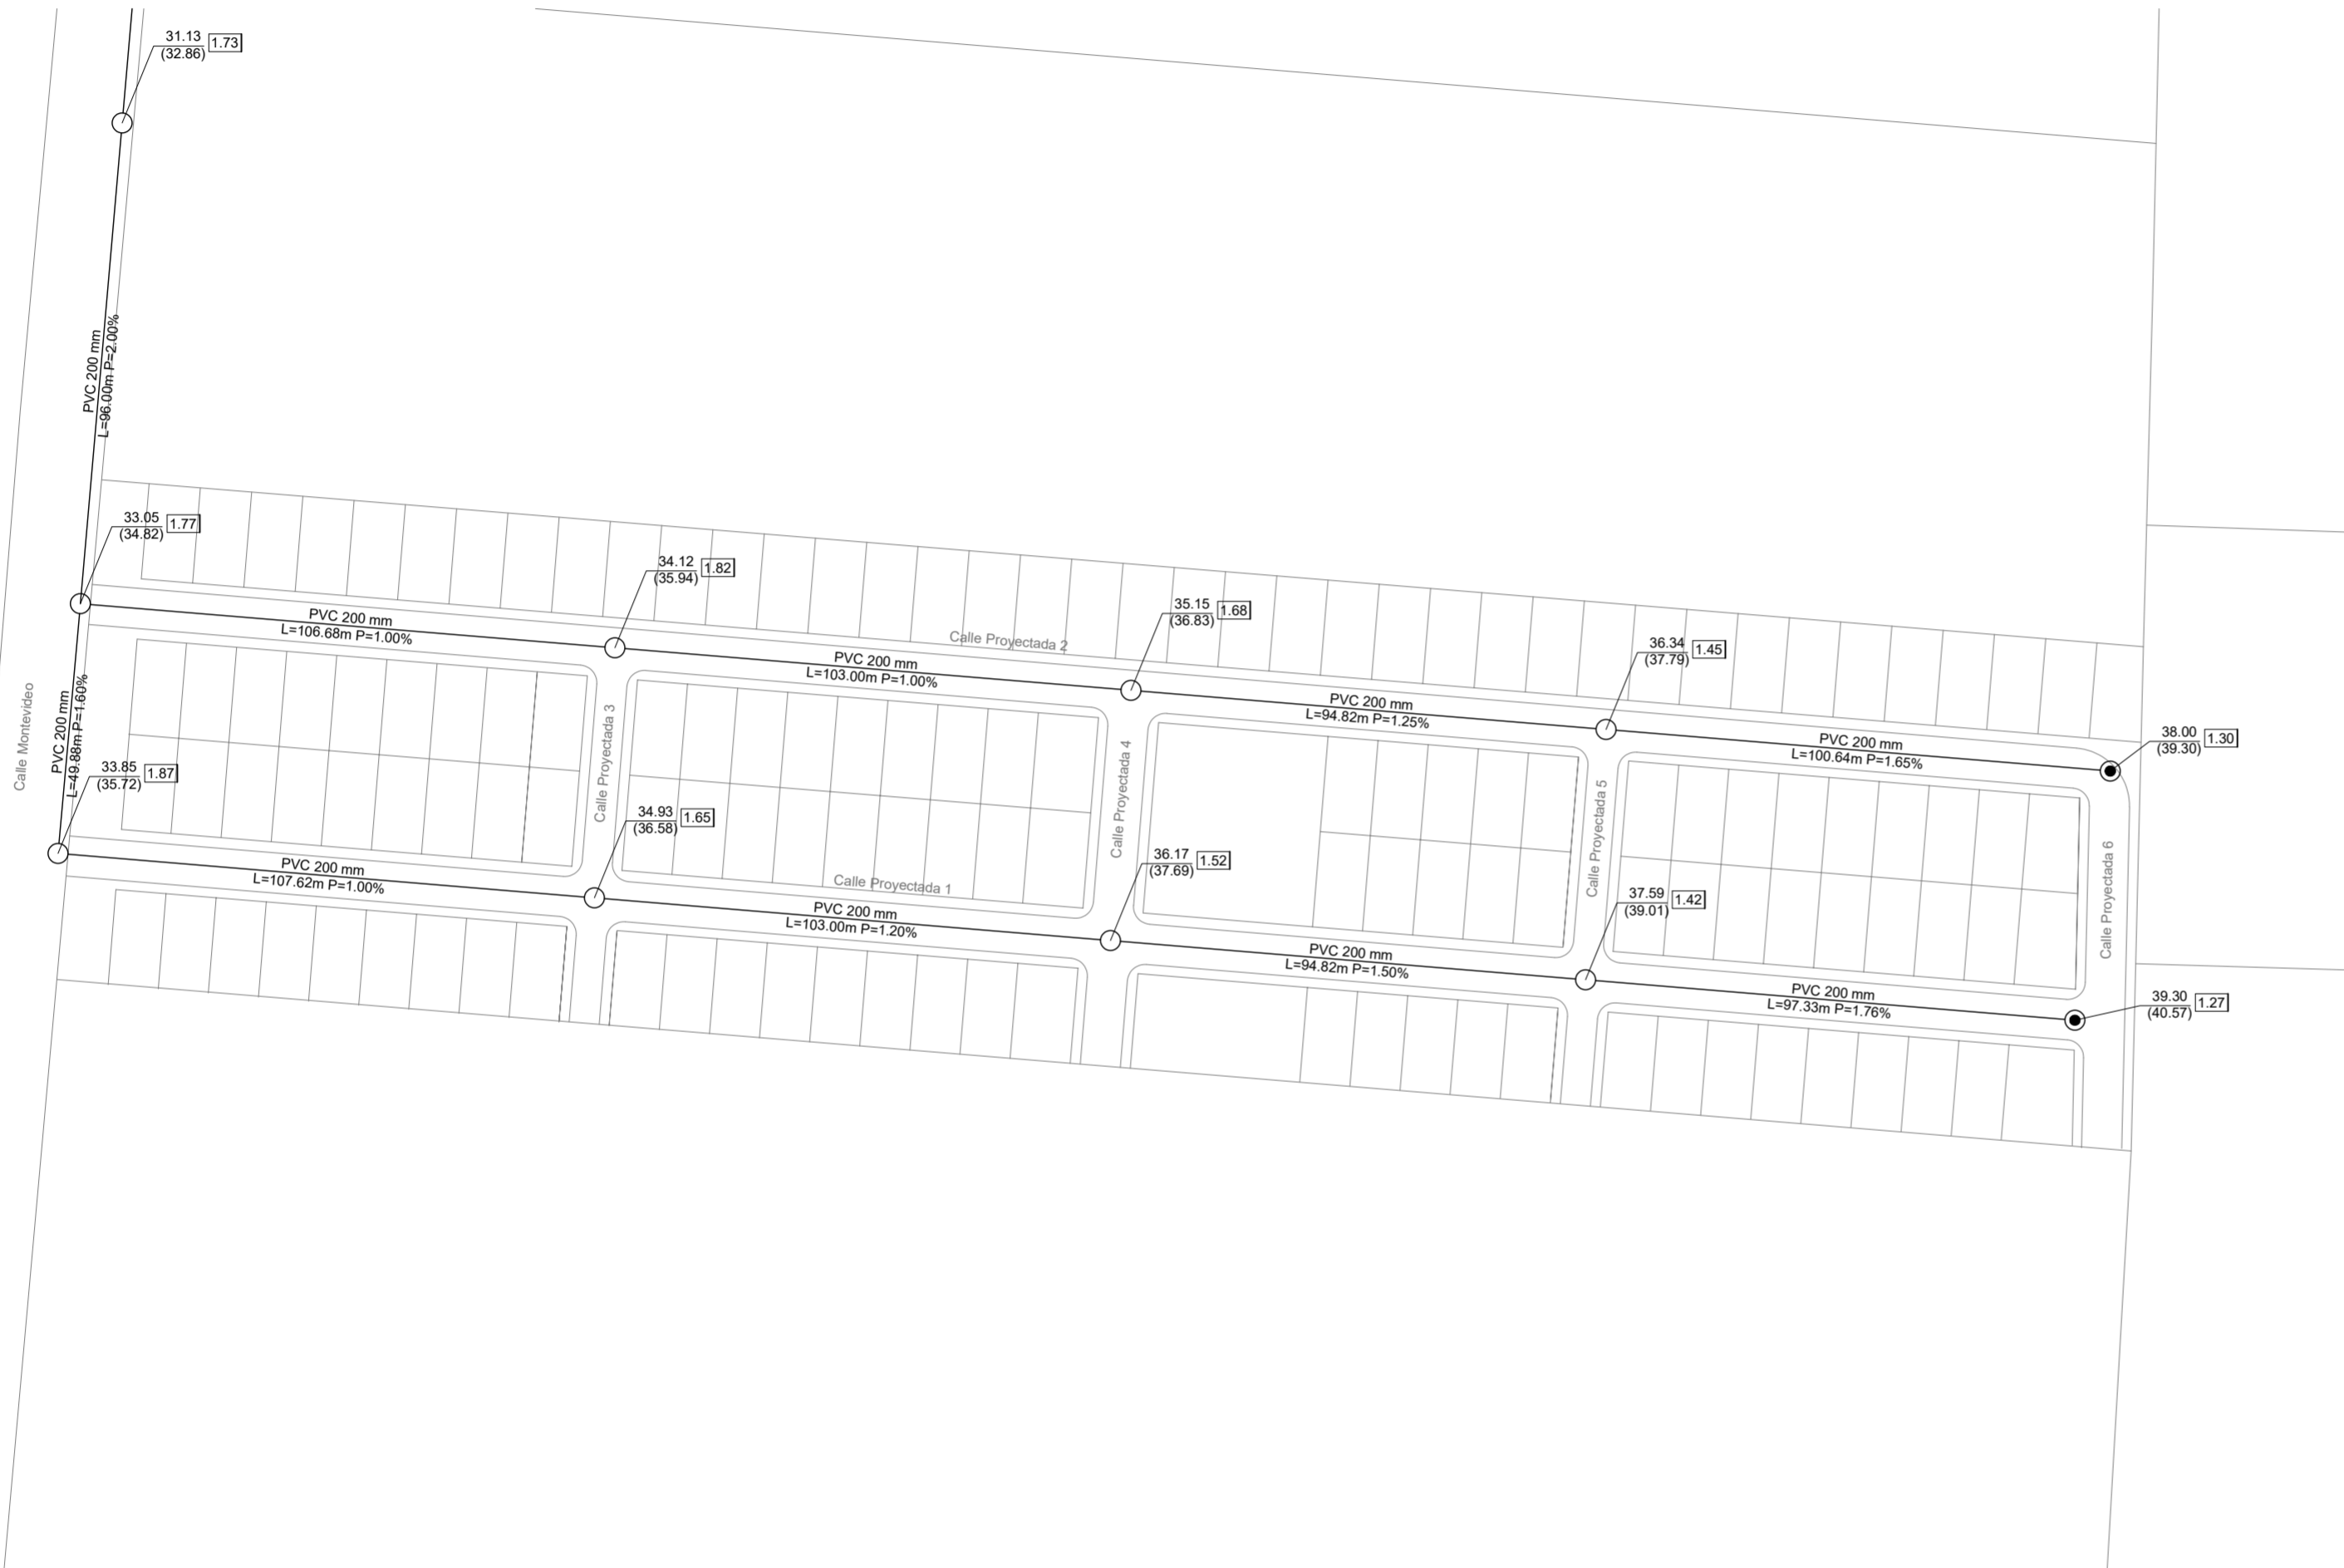 31.13
(32.86)
1.73
PVC 200 mm
L=96.00m P=2.00%
33.05
(34.82)
1.77
34.12
(35.94)
1.82
PVC 200 mm
L=106.68m P=1.00%
Calle Proyectada 2
35.15
(36.83)
1.68
PVC 200 mm
L=103.00m P=1.00%
36.34
(37.79)
1.45
PVC 200 mm
L=94.82m P=1.25%
38.00
(39.30)
1.30
PVC 200 mm
L=100.64m P=1.65%
Calle Montevideo
PVC 200 mm
L=49.88m P=1.60%
33.85
(35.72)
1.87
Calle Proyectada 3
Calle Proyectada 4
Calle Proyectada 5
Calle Proyectada 6
34.93
(36.58)
1.65
PVC 200 mm
L=107.62m P=1.00%
Calle Proyectada 1
36.17
(37.69)
1.52
PVC 200 mm
L=103.00m P=1.20%
37.59
(39.01)
1.42
PVC 200 mm
L=94.82m P=1.50%
39.30
(40.57)
1.27
PVC 200 mm
L=97.33m P=1.76%